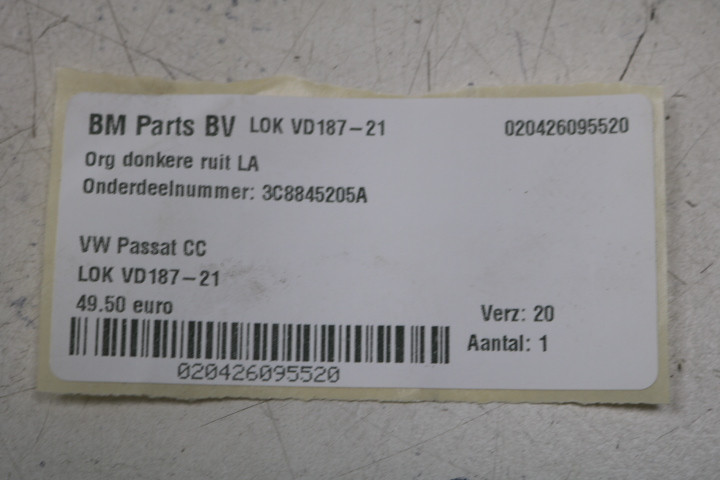 BM Parts BV LOK VD187-21 020426095520
Org donkere ruit LA
Onderdeelnummer: 3C8845205A
VW Passat CC
LOK VD187-21
49.50 euro Verz: 20
Aantal: 1
020426095520